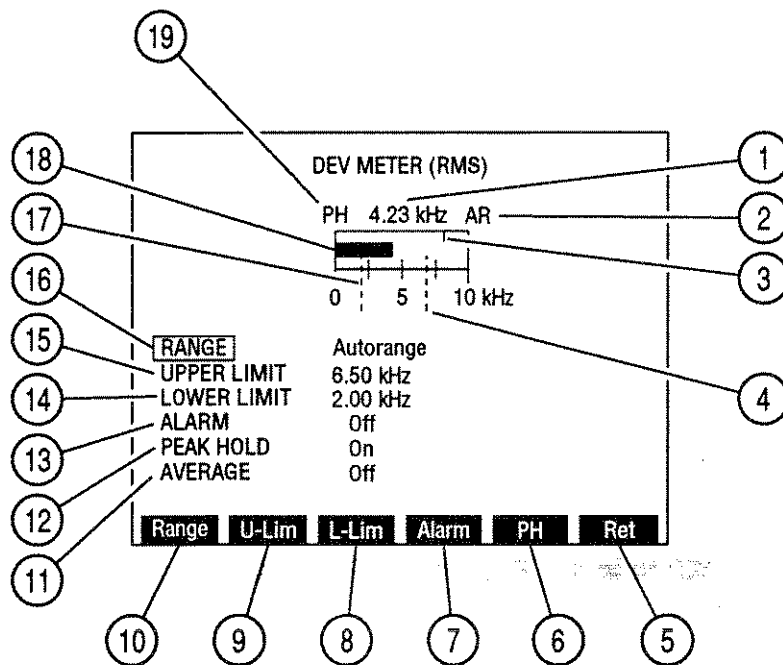 19
18
17
16
15
14
13
12
11
10
9
8
7
6
5
4
3
2
1
DEV METER (RMS)
PH 4.23 kHz AR
0 5 10 kHz
RANGE Autorange
UPPER LIMIT 6.50 kHz
LOWER LIMIT 2.00 kHz
ALARM Off
PEAK HOLD On
AVERAGE Off
Range U-Lim L-Lim Alarm PH Ret